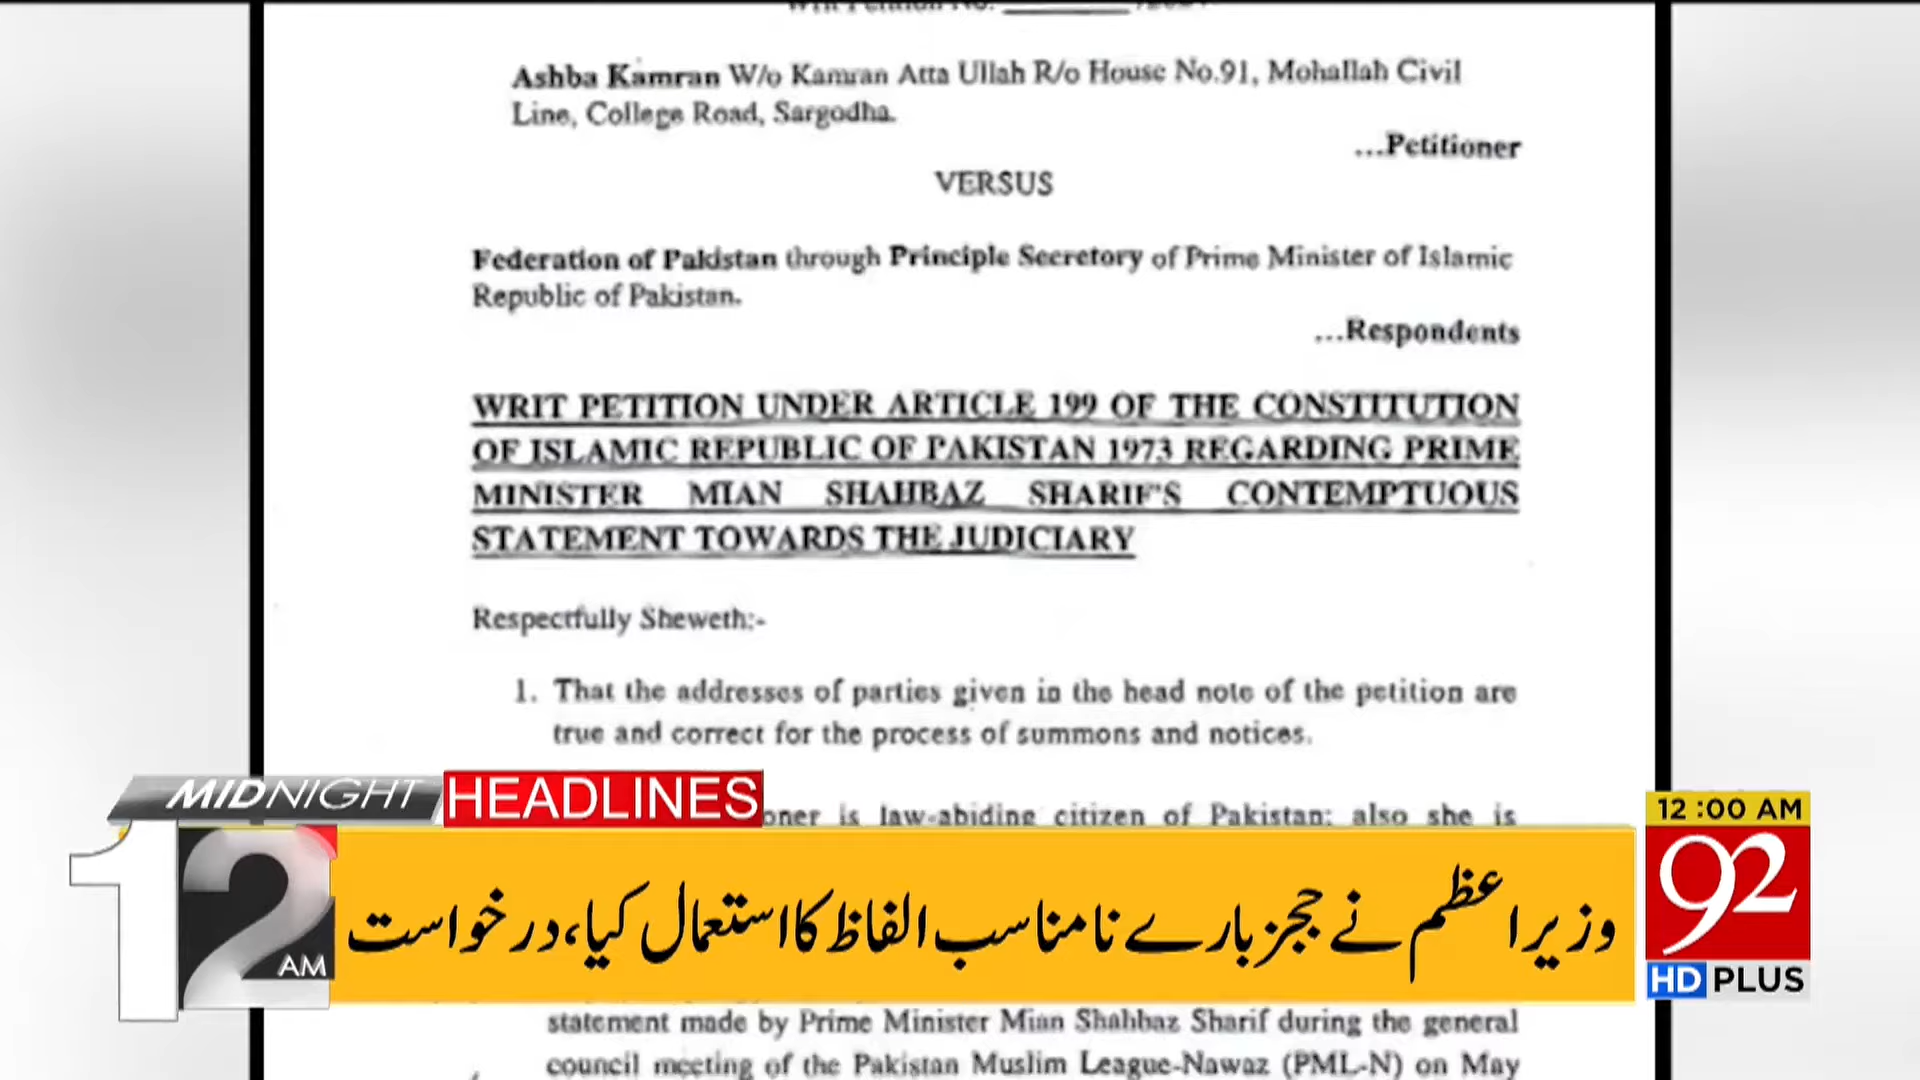 Writ Petition No.
Ashba Kamran W/o Kamran Atta Ullah R/o House No.91, Mohallah Civil
Line, College Road, Sargodha.
...Petitioner
VERSUS
Federation of Pakistan through Principle Secretory of Prime Minister of Islamic
Republic of Pakistan.
...Respondents
WRIT PETITION UNDER ARTICLE 199 OF THE CONSTITUTION
OF ISLAMIC REPUBLIC OF PAKISTAN 1973 REGARDING PRIME
MINISTER MIAN SHAHBAZ SHARIF'S CONTEMPTUOUS
STATEMENT TOWARDS THE JUDICIARY
Respectfully Sheweth:-
1. That the addresses of parties given in the head note of the petition are
true and correct for the process of summons and notices.
is law-abiding citizen of Pakistan; also she is
MIDNIGHT HEADLINES
12 AM
وزیراعظم نے ججز بارے نامناسب الفاظ کا استعمال کیا، درخواست
12:00 AM
92
HD PLUS
statement made by Prime Minister Mian Shahbaz Sharif during the general
council meeting of the Pakistan Muslim League-Nawaz (PML-N) on May